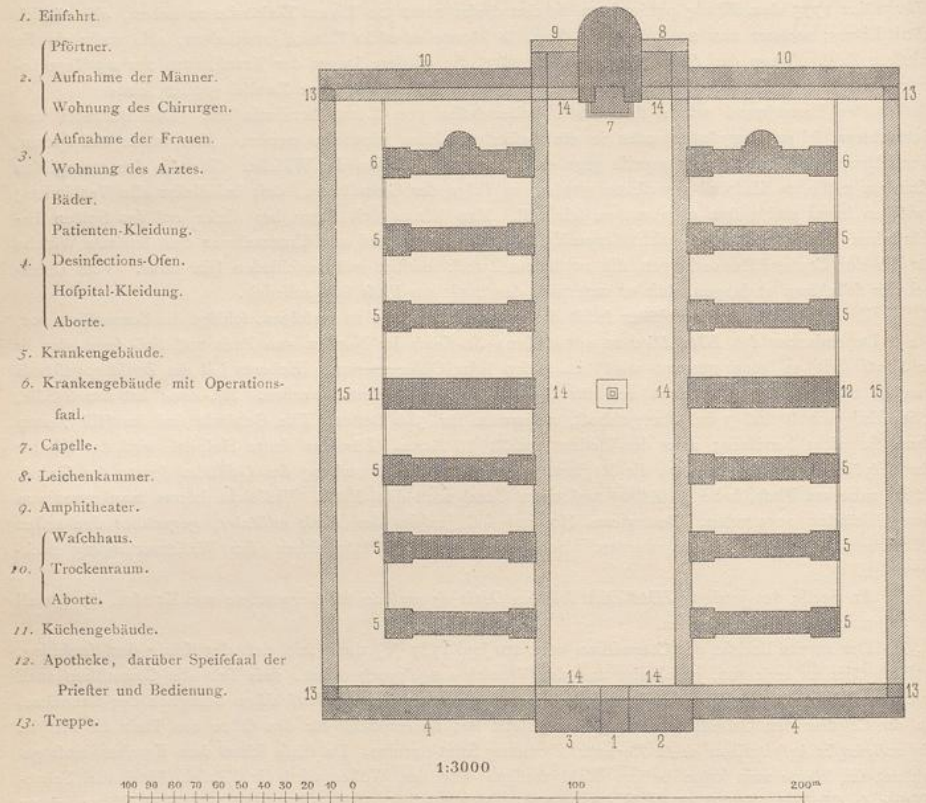 1. Einfahrt.
Pförtner.
2. Aufnahme der Männer.
Wohnung des Chirurgen.
Aufnahme der Frauen.
3.
Wohnung des Arztes.
Bäder.
Patienten-Kleidung.
4. Desinfections-Ofen.
Hoſpital-Kleidung.
Aborte.
5. Krankengebäude.
6. Krankengebäude mit Operations-
ſaal.
7. Capelle.
8. Leichenkammer.
9. Amphitheater.
Waſchhaus.
10. Trockenraum.
Aborte.
11. Küchengebäude.
12. Apotheke, darüber Speiſeſaal der
Prieſter und Bedienung.
13. Treppe.
9 8
10 10
13 13
14 14
7
6 6
5 5
5 5
15 11 14 14 12 15
5 5
5 5
5 5
14 14
13 13
4 3 1 2 4
1:3000
100 90 80 70 60 50 40 30 20 10 0 100 200m